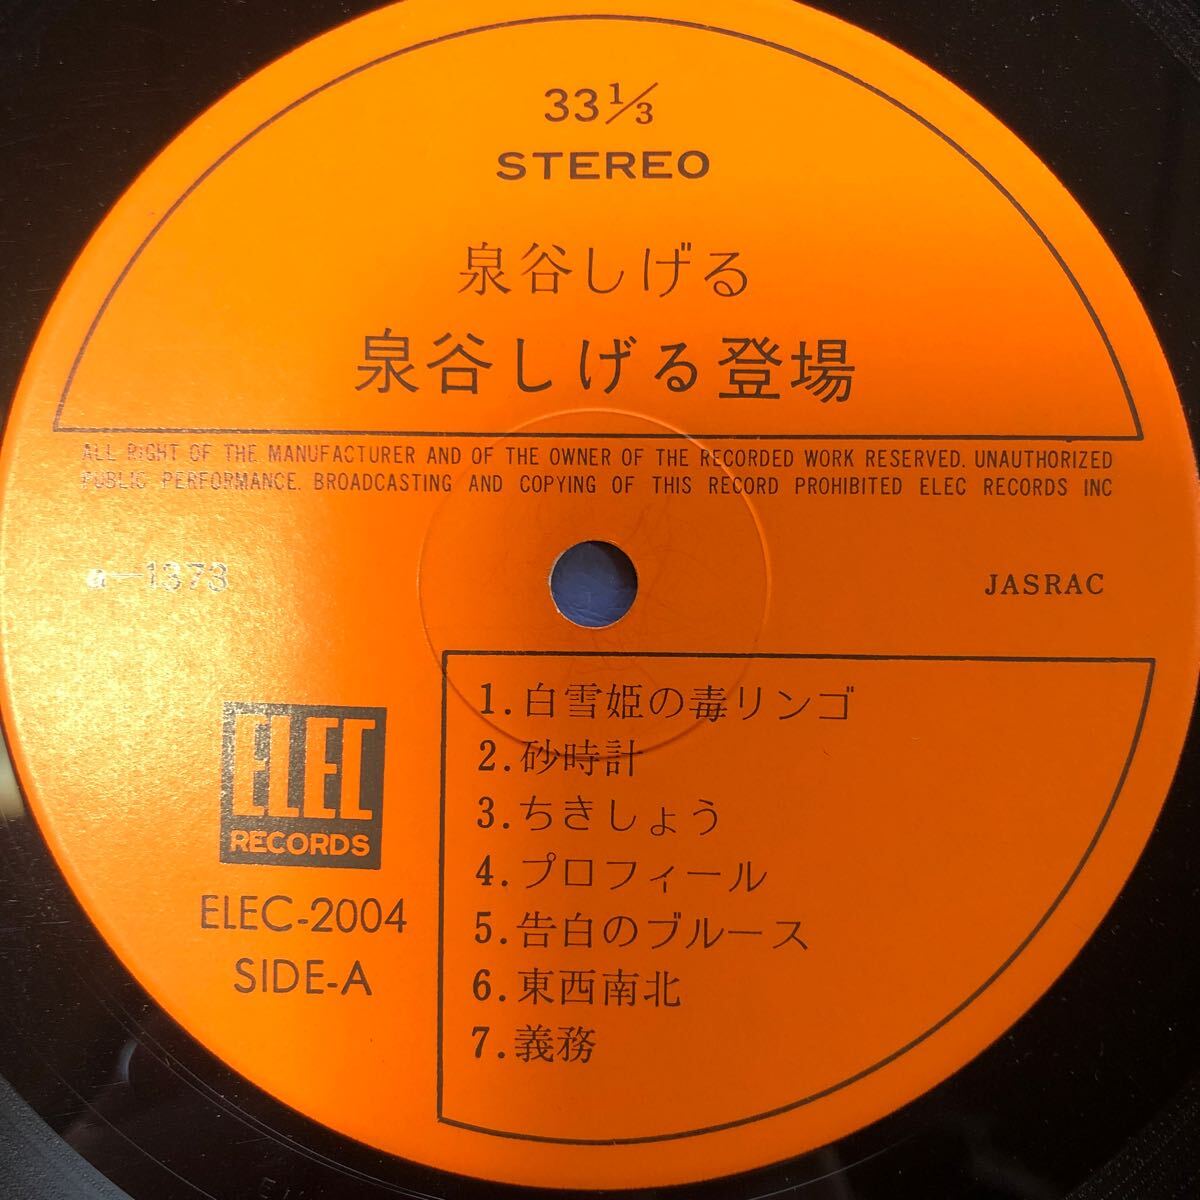 33 1/3
STEREO
泉谷しげる
泉谷しげる登場
ALL RIGHT OF THE MANUFACTURER AND OF THE OWNER OF THE RECORDED WORK RESERVED. UNAUTHORIZED
PUBLIC PERFORMANCE. BROADCASTING AND COPYING OF THIS RECORD PROHIBITED ELEC RECORDS INC
a-1373
JASRAC
1.白雪姫の毒リンゴ
2.砂時計
3.ちきしょう
4.プロフィール
5.告白のブルース
6.東西南北
7.義務
ELEC
RECORDS
ELEC-2004
SIDE-A